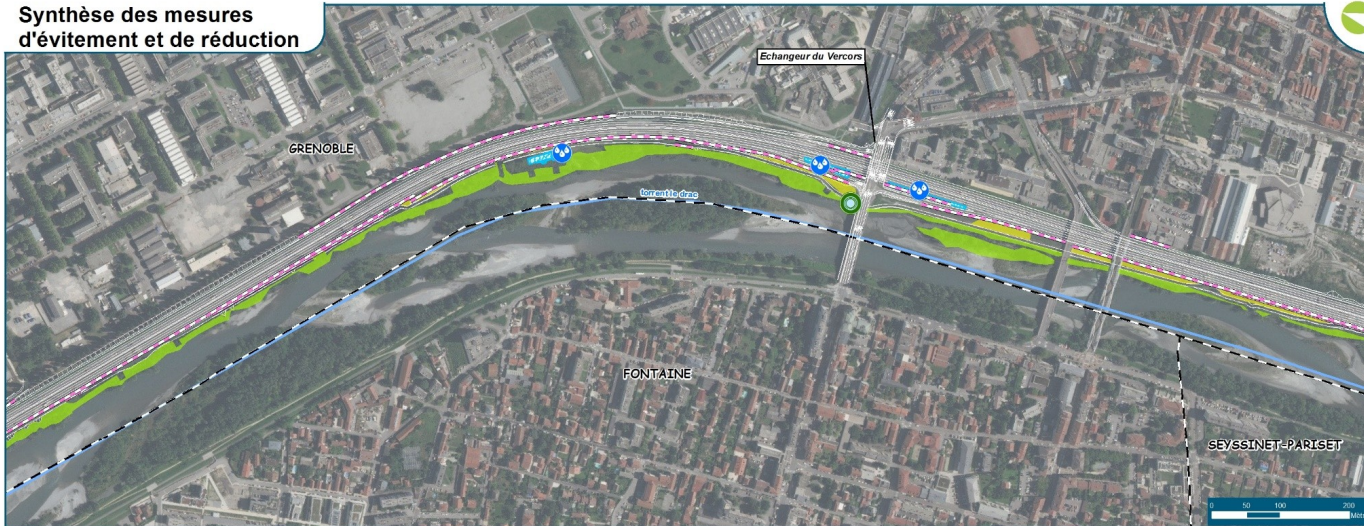 Synthèse des mesures
d'évitement et de réduction
Echangeur du Vercors
GRENOBLE
torrent le drac
FONTAINE
SEYSSINET-PARISET
0 50 100 200
Mètr